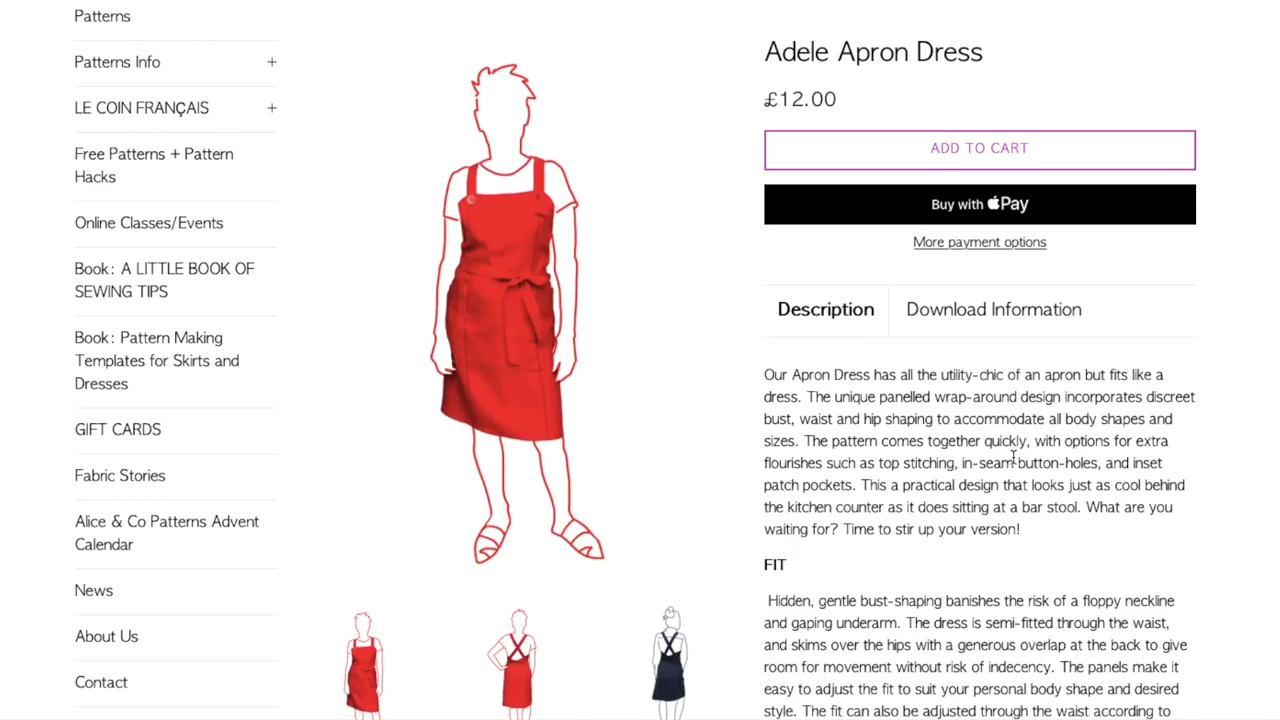 Patterns
Patterns Info +
LE COIN FRANÇAIS +
Free Patterns + Pattern
Hacks
Online Classes/Events
Book: A LITTLE BOOK OF
SEWING TIPS
Book: Pattern Making
Templates for Skirts and
Dresses
GIFT CARDS
Fabric Stories
Alice & Co Patterns Advent
Calendar
News
About Us
Contact
Adele Apron Dress
£12.00
ADD TO CART
Buy with Pay
More payment options
Description
Download Information
Our Apron Dress has all the utility-chic of an apron but fits like a
dress. The unique panelled wrap-around design incorporates discreet
bust, waist and hip shaping to accommodate all body shapes and
sizes. The pattern comes together quickly, with options for extra
flourishes such as top stitching, in-seam button-holes, and inset
patch pockets. This a practical design that looks just as cool behind
the kitchen counter as it does sitting at a bar stool. What are you
waiting for? Time to stir up your version!
FIT
Hidden, gentle bust-shaping banishes the risk of a floppy neckline
and gaping underarm. The dress is semi-fitted through the waist,
and skims over the hips with a generous overlap at the back to give
room for movement without risk of indecency. The panels make it
easy to adjust the fit to suit your personal body shape and desired
style. The fit can also be adjusted through the waist according to